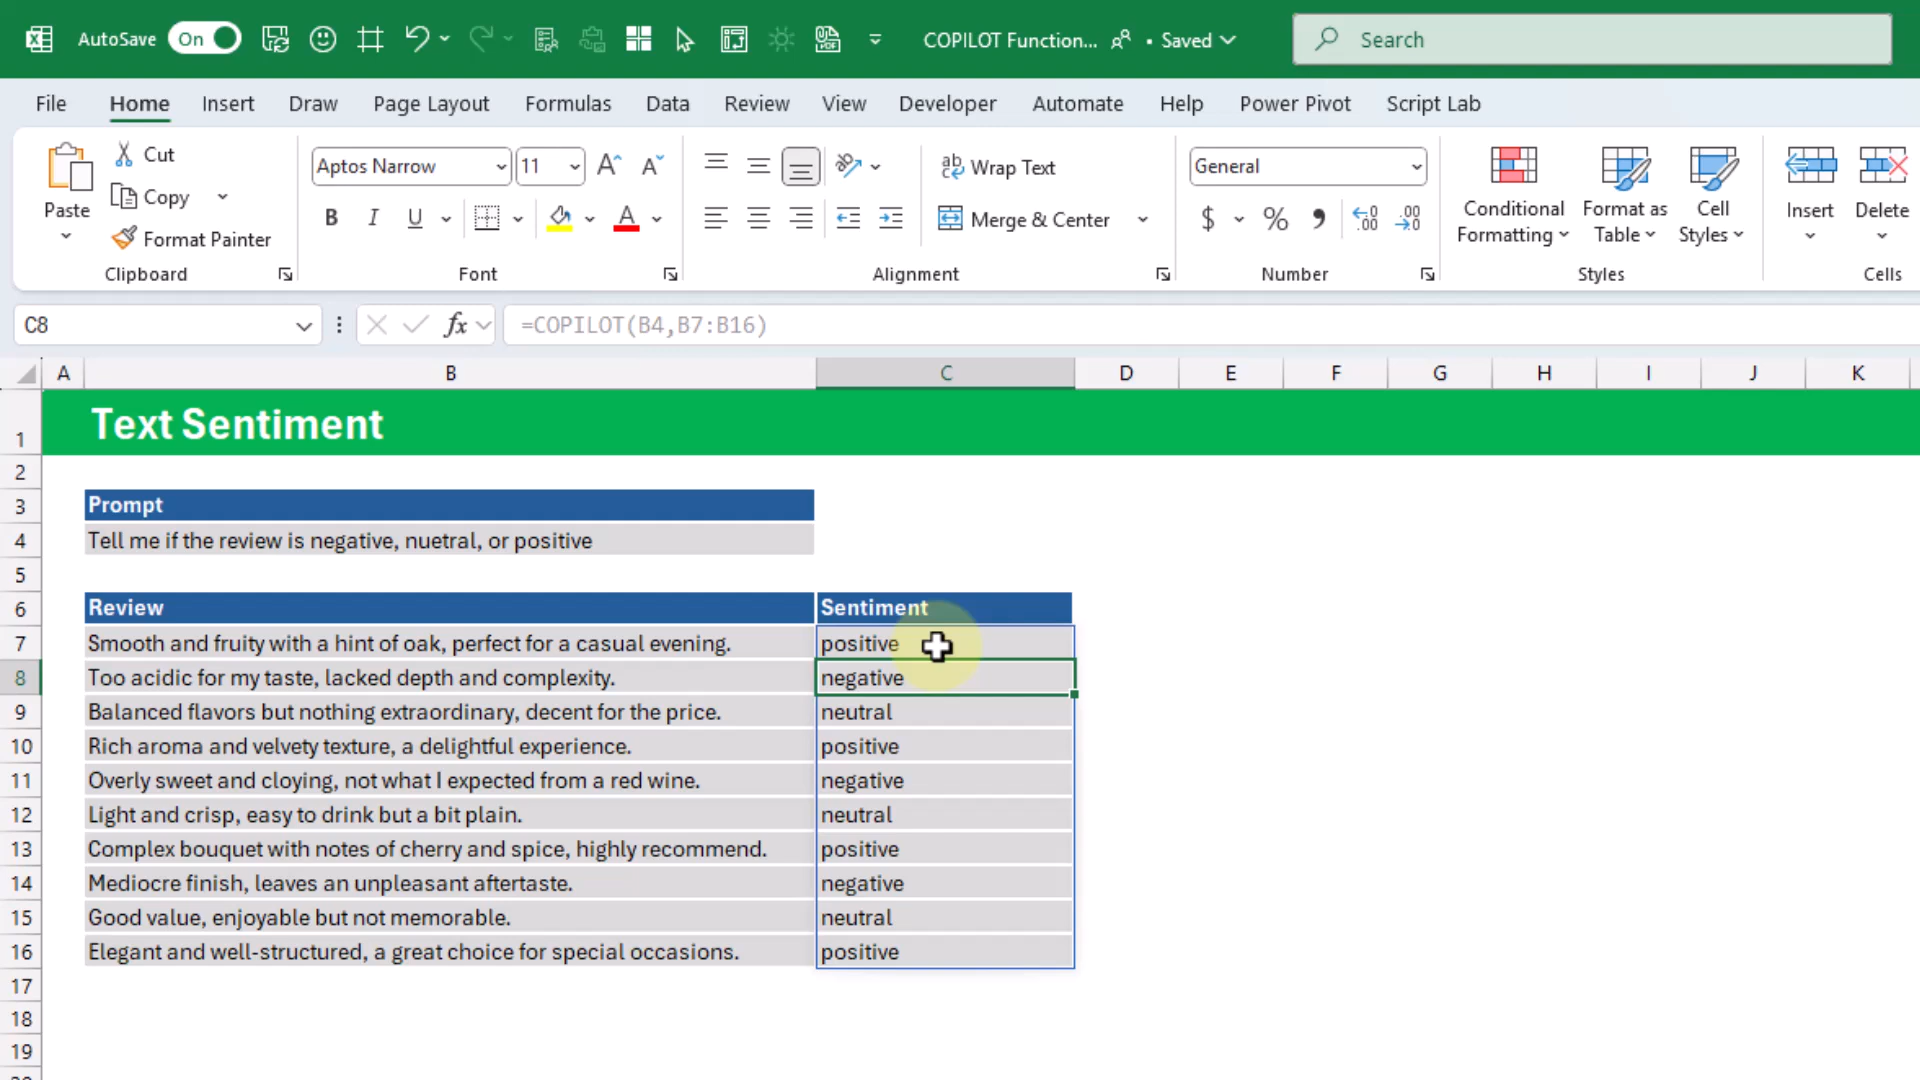 AutoSave On COPILOT Function... • Saved Search
File Home Insert Draw Page Layout Formulas Data Review View Developer Automate Help Power Pivot Script Lab
Paste Cut Copy Format Painter
Clipboard
Aptos Narrow 11
B I U A
Font
Wrap Text
Merge & Center
Alignment
General
$ % 9 .00
Number
Conditional Formatting Format as Table Cell Styles
Styles
Insert Delete
Cells
C8 fx =COPILOT(B4,B7:B16)
A B C D E F G H I J K
1 Text Sentiment
2
3 Prompt
4 Tell me if the review is negative, nuetral, or positive
5
6 Review Sentiment
7 Smooth and fruity with a hint of oak, perfect for a casual evening. positive
8 Too acidic for my taste, lacked depth and complexity. negative
9 Balanced flavors but nothing extraordinary, decent for the price. neutral
10 Rich aroma and velvety texture, a delightful experience. positive
11 Overly sweet and cloying, not what I expected from a red wine. negative
12 Light and crisp, easy to drink but a bit plain. neutral
13 Complex bouquet with notes of cherry and spice, highly recommend. positive
14 Mediocre finish, leaves an unpleasant aftertaste. negative
15 Good value, enjoyable but not memorable. neutral
16 Elegant and well-structured, a great choice for special occasions. positive
17
18
19